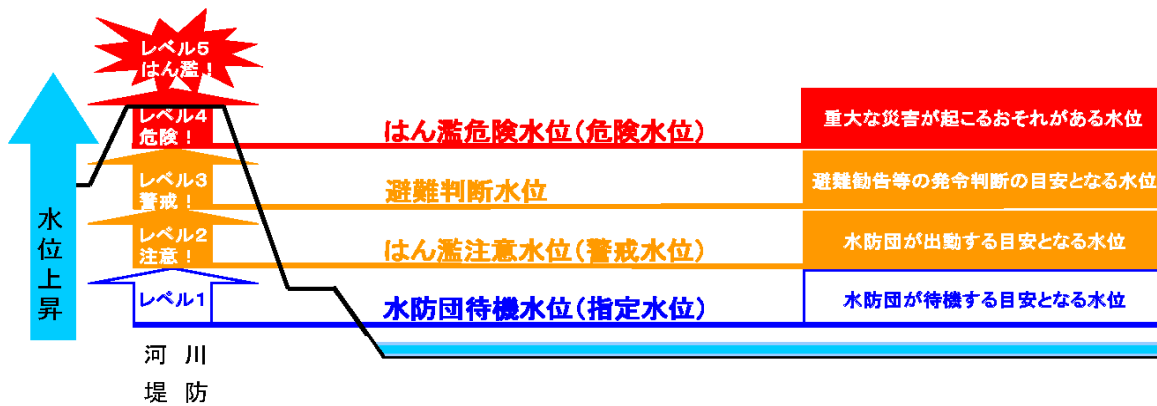 レベル5
はん濫！
レベル4
危険！
はん濫危険水位(危険水位)
重大な災害が起こるおそれがある水位
レベル3
警戒！
避難判断水位
避難勧告等の発令判断の目安となる水位
レベル2
注意！
はん濫注意水位(警戒水位)
水防団が出動する目安となる水位
レベル1
水防団待機水位(指定水位)
水防団が待機する目安となる水位
水位上昇
河川
堤防